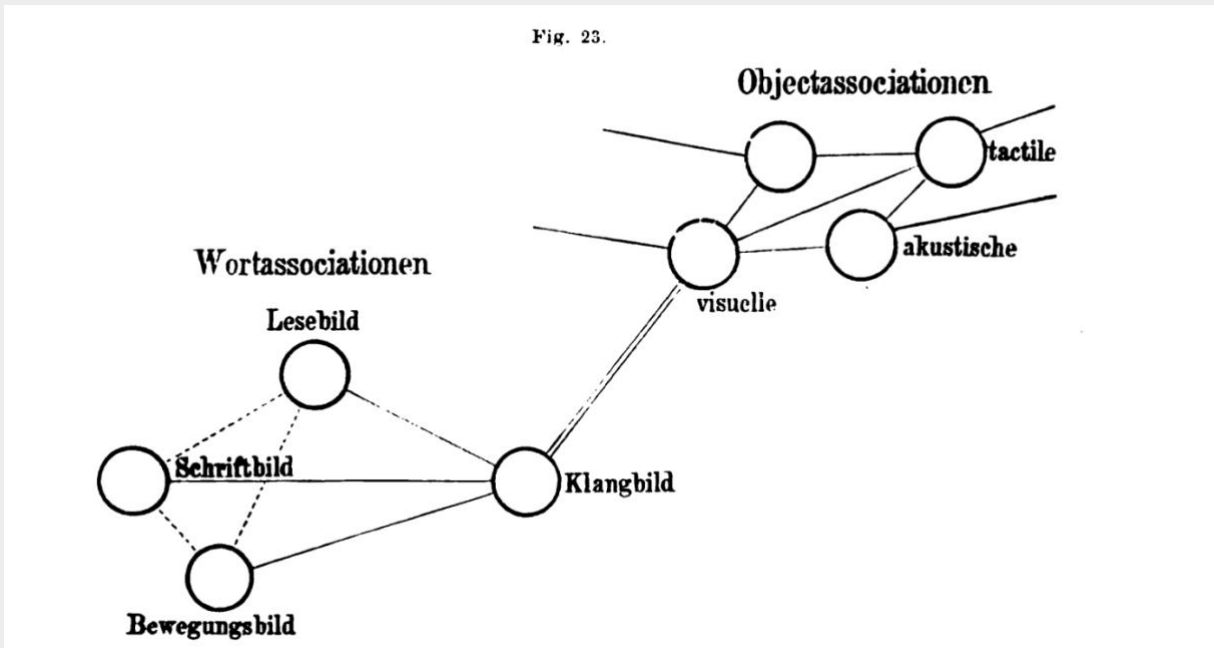 Fig. 23.
Objectassociationen
tactile
akustische
visuelle
Wortassociationen
Lesebild
Schriftbild
Klangbild
Bewegungsbild